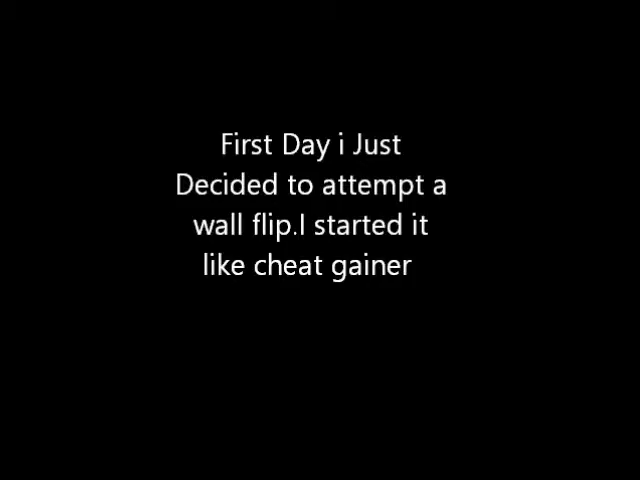 First Day i Just
Decided to attempt a
wall flip.I started it
like cheat gainer